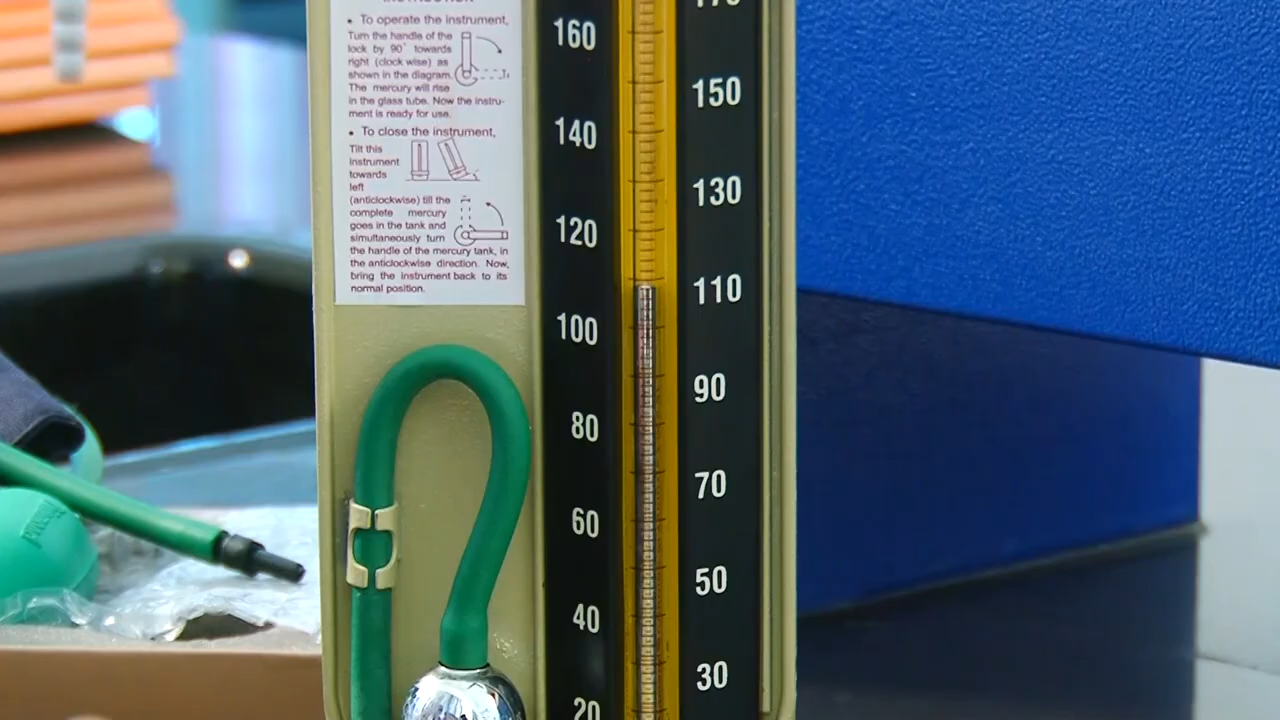 • To operate the instrument,
Turn the handle of the
lock by 90° towards
right (clock wise) as
shown in the diagram.
The mercury will rise
in the glass tube. Now the instru-
ment is ready for use.
• To close the instrument,
Tilt this
instrument
towards
left
(anticlockwise) till the
complete mercury
goes in the tank and
simultaneously turn
the handle of the mercury tank, in
the anticlockwise direction. Now,
bring the instrument back to its
normal position.
160
140
120
100
80
60
40
20
170
150
130
110
90
70
50
30